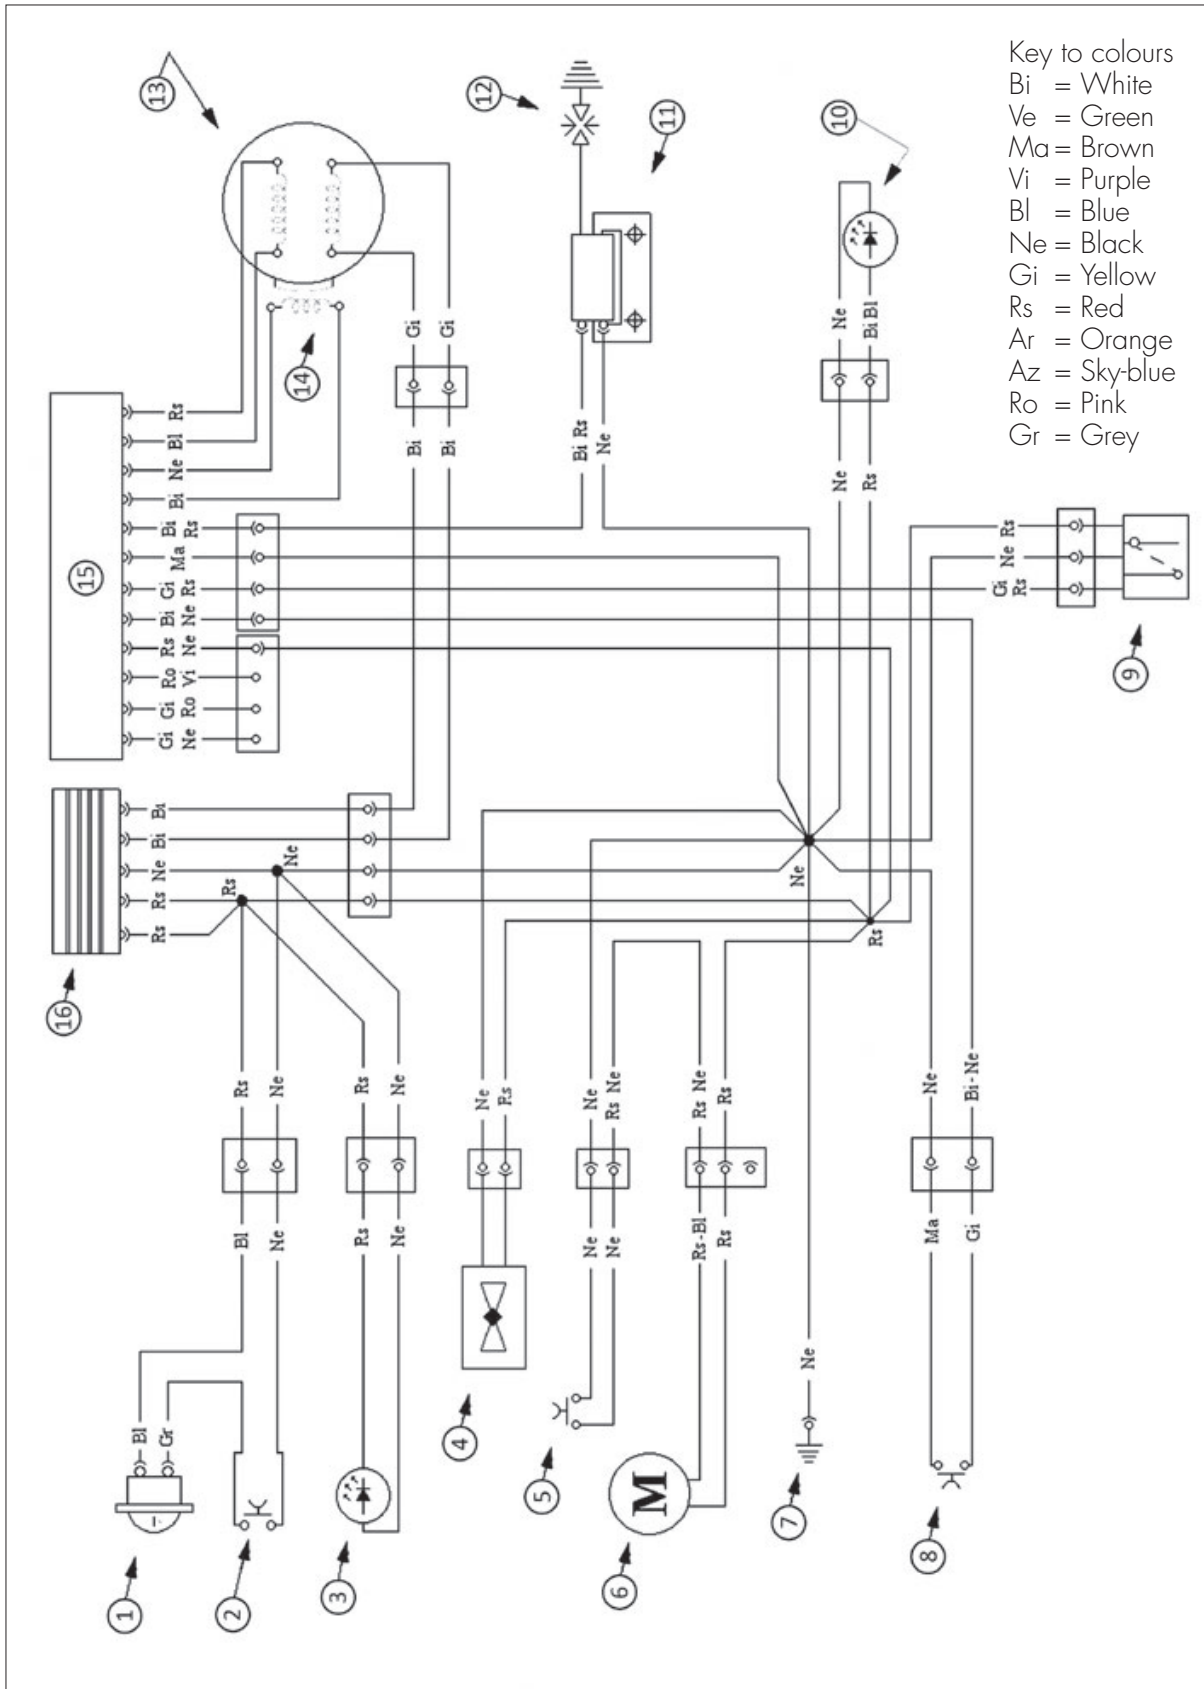 Key to colours
Bi = White
Ve = Green
Ma = Brown
Vi = Purple
Bl = Blue
Ne = Black
Gi = Yellow
Rs = Red
Ar = Orange
Az = Sky-blue
Ro = Pink
Gr = Grey
13
12
11
10
14
Gi
Gi
Bi
Bi
Bi Rs
Ne
Ne
Bi Bl
Ne
Rs
15
Rs
Bl
Ne
Bi
Bi Rs
Ma
Gi Rs
Bi Ne
Rs Ne
Ro Vi
Gi Ro
Gi Ne
Rs
Ne
Gi Rs
9
16
Bi
Bi
Ne
Rs
Rs
Rs
Ne
Ne
Rs
Rs
Ne
Rs
Ne
Ne
Rs
Ne
Rs Ne
Rs Ne
Rs
Ne
Bi-Ne
Bl
Ne
Rs
Ne
Ne
Ne
Rs-Bl
Rs
Ma
Gi
Ne
Bl
Gr
M
1
2
3
4
5
6
7
8